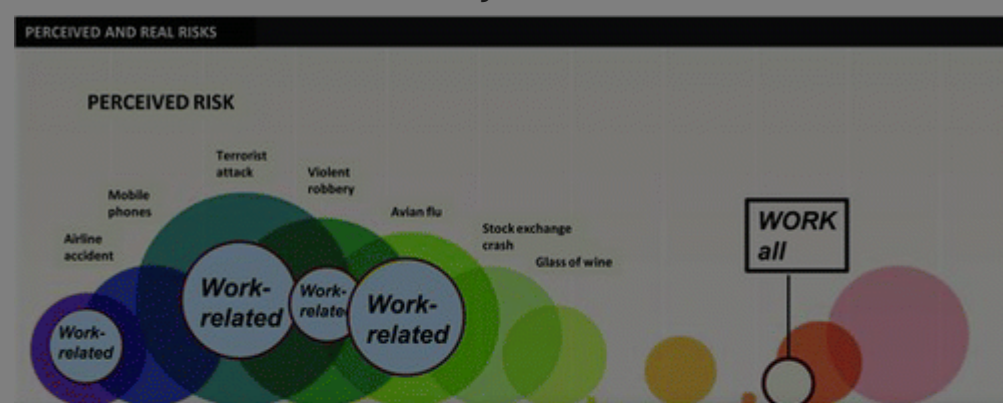 PERCEIVED AND REAL RISKS
PERCEIVED RISK
Terrorist
attack
Violent
robbery
Mobile
phones
Avian flu
Stock exchange
crash
Airline
accident
Glass of wine
WORK
all
Work-
related
Work-
related
Work-
relate
Work-
related